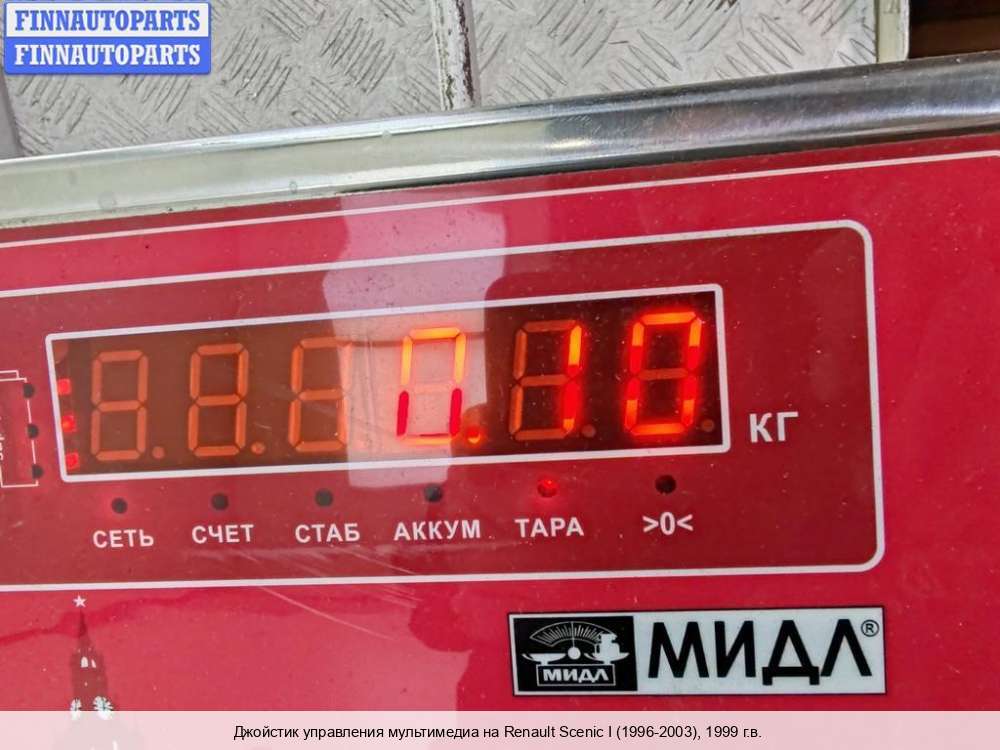 FINNAUTOPARTS
FINNAUTOPARTS
0.10
КГ
СЕТЬ СЧЕТ СТАБ АККУМ ТАРА >0<
МИДЛ МИДЛ®
Джойстик управления мультимедиа на Renault Scenic I (1996-2003), 1999 г.в.